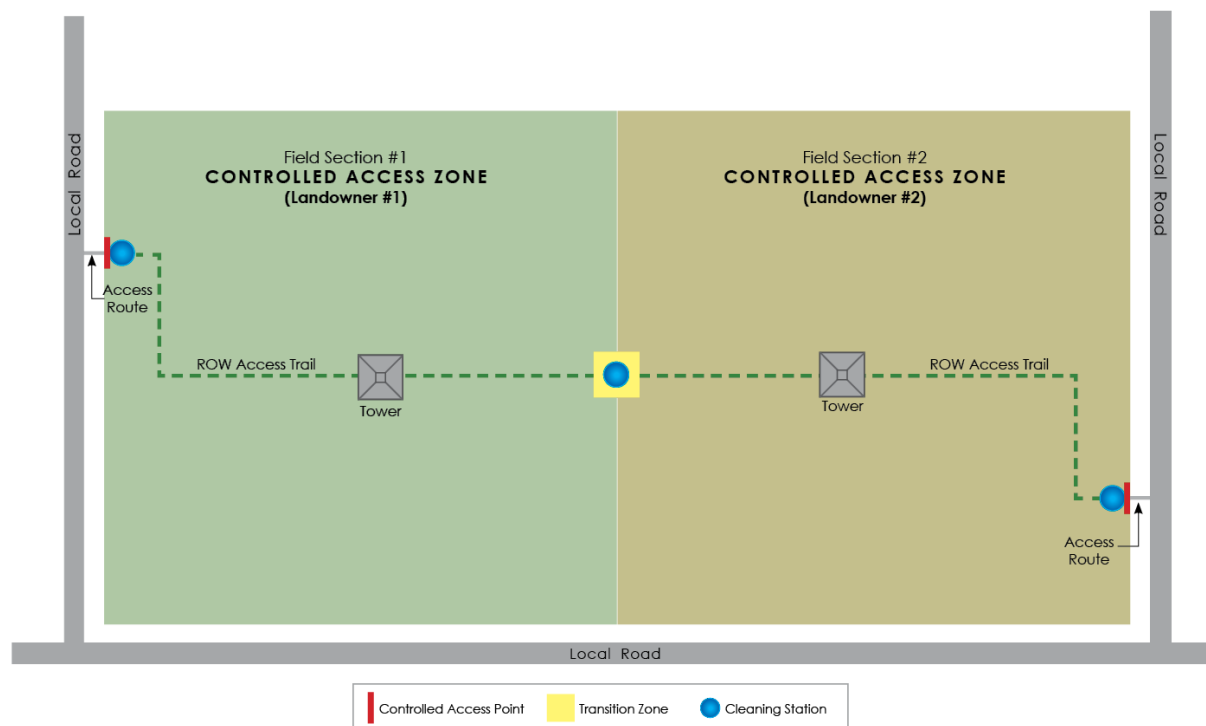 Field Section #1
CONTROLLED ACCESS ZONE
(Landowner #1)
Field Section #2
CONTROLLED ACCESS ZONE
(Landowner #2)
Local Road
Local Road
Access
Route
ROW Access Trail
Tower
ROW Access Trail
Tower
Access
Route
Local Road
Controlled Access Point
Transition Zone
Cleaning Station